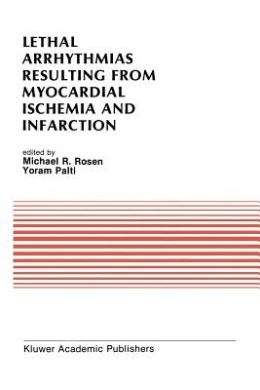 LETHAL
ARRHYTHMIAS
RESULTING FROM
MYOCARDIAL
ISCHEMIA AND
INFARCTION
edited by
Michael R. Rosen
Yoram Palti
Kluwer Academic Publishers